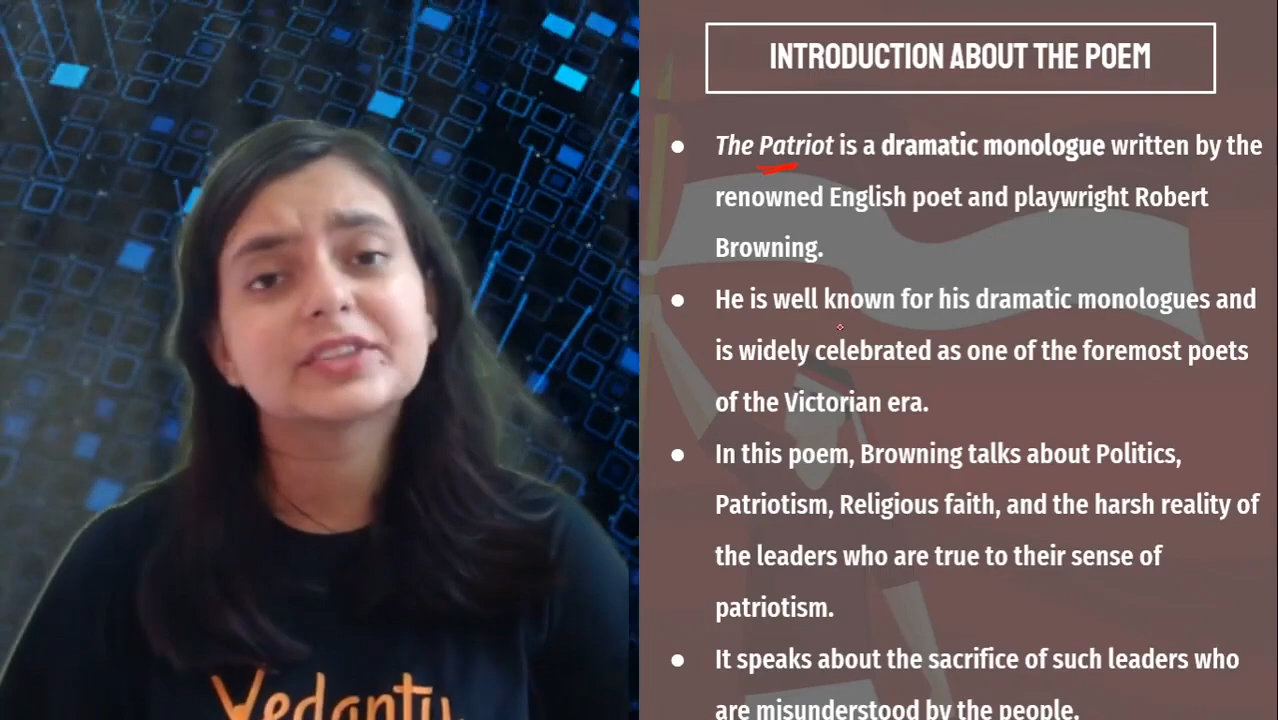 INTRODUCTION ABOUT THE POEM
● The Patriot is a dramatic monologue written by the
renowned English poet and playwright Robert
Browning.
● He is well known for his dramatic monologues and
is widely celebrated as one of the foremost poets
of the Victorian era.
● In this poem, Browning talks about Politics,
Patriotism, Religious faith, and the harsh reality of
the leaders who are true to their sense of
patriotism.
● It speaks about the sacrifice of such leaders who
are misunderstood by the people.
Vedantu